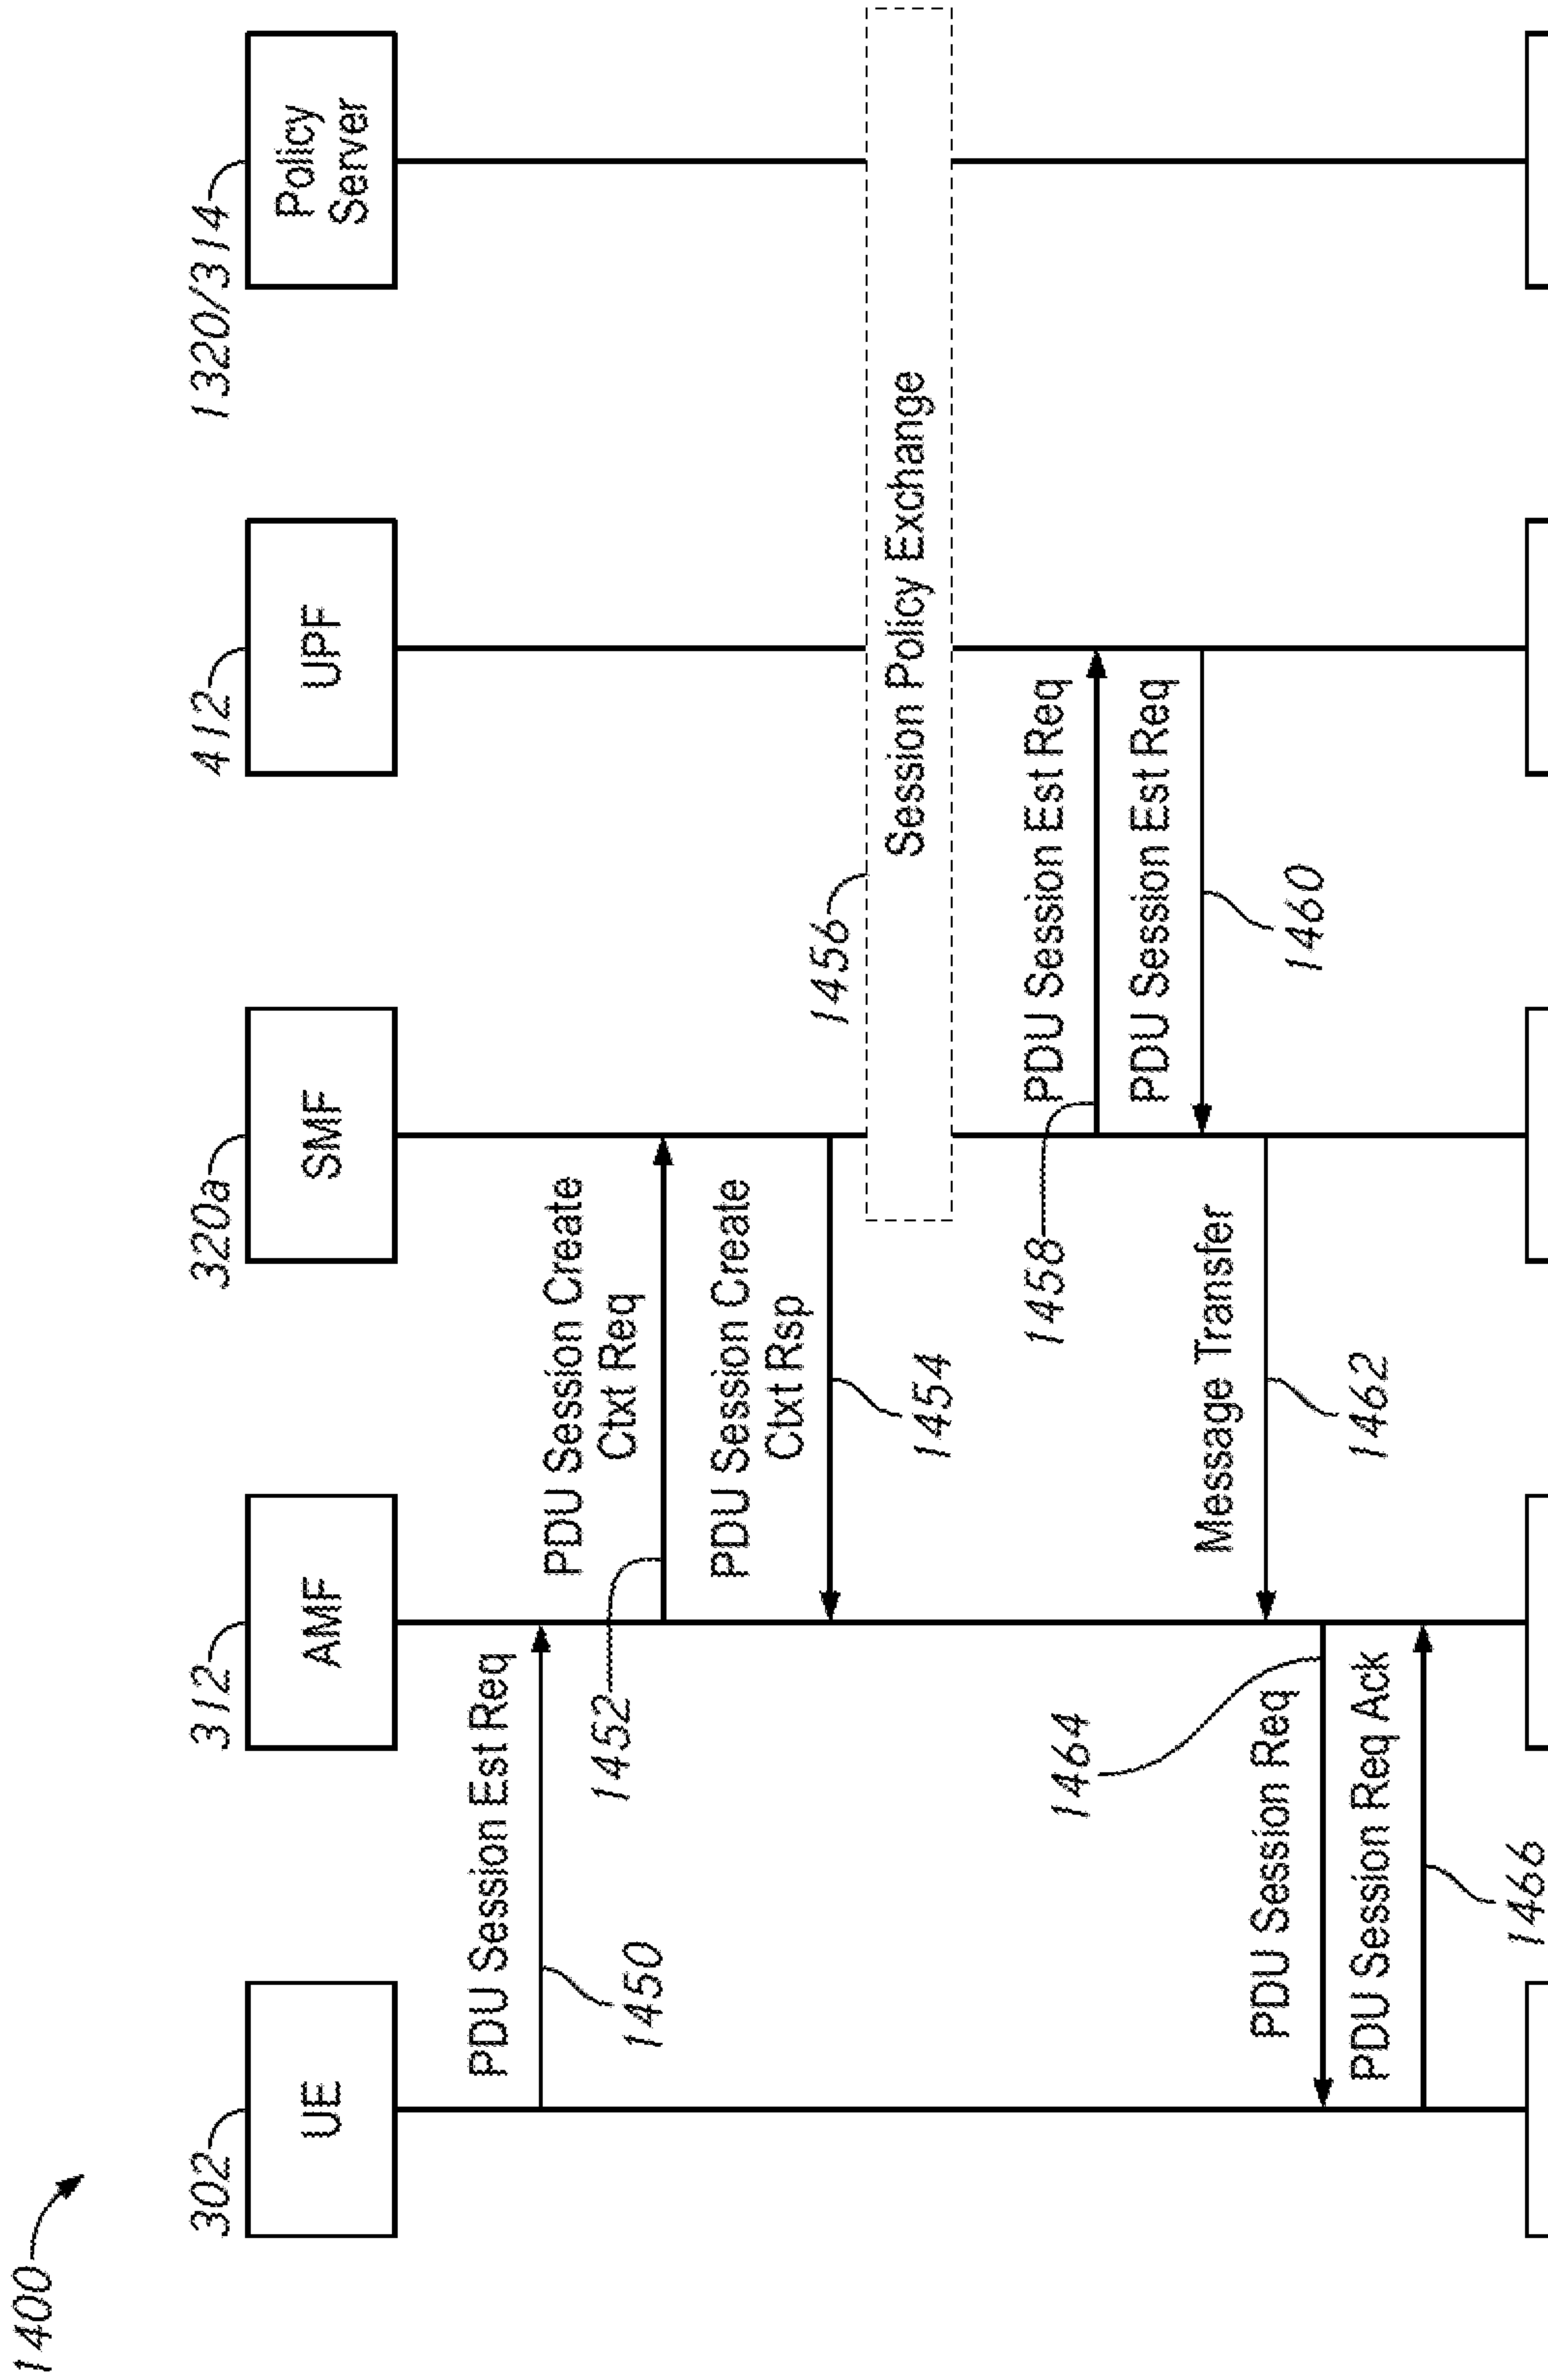 1400
302
312
320a
412
1320/314
UE
AMF
SMF
UPF
Policy
Server
PDU Session Est Req
1450
PDU Session Create
Ctxt Req
1452
PDU Session Create
Ctxt Rsp
1454
1456
Session Policy Exchange
PDU Session Est Req
1458
PDU Session Est Req
1460
Message Transfer
1462
1464
PDU Session Req
PDU Session Req Ack
1466